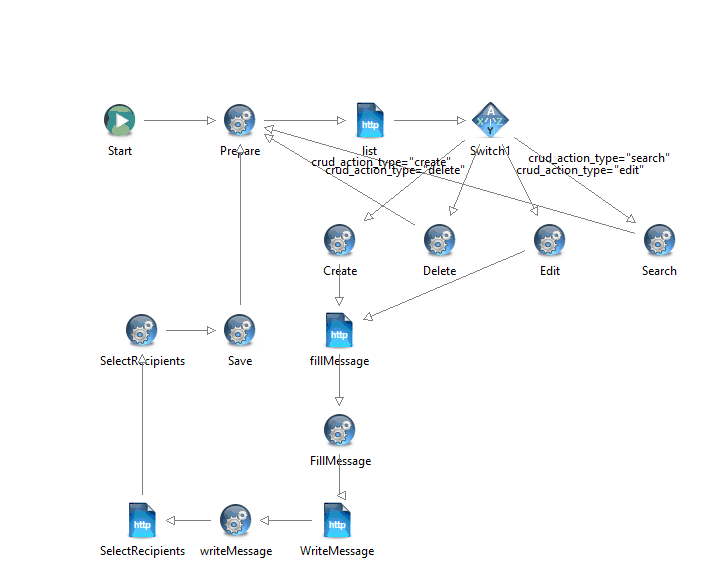 http
A
X Z
Y
Start
Prepare
list
Switch1
crud_action_type="create"
crud_action_type="delete"
crud_action_type="search"
crud_action_type="edit"
Create
Delete
Edit
Search
http
SelectRecipients
Save
fillMessage
FillMessage
http
http
SelectRecipients
writeMessage
WriteMessage